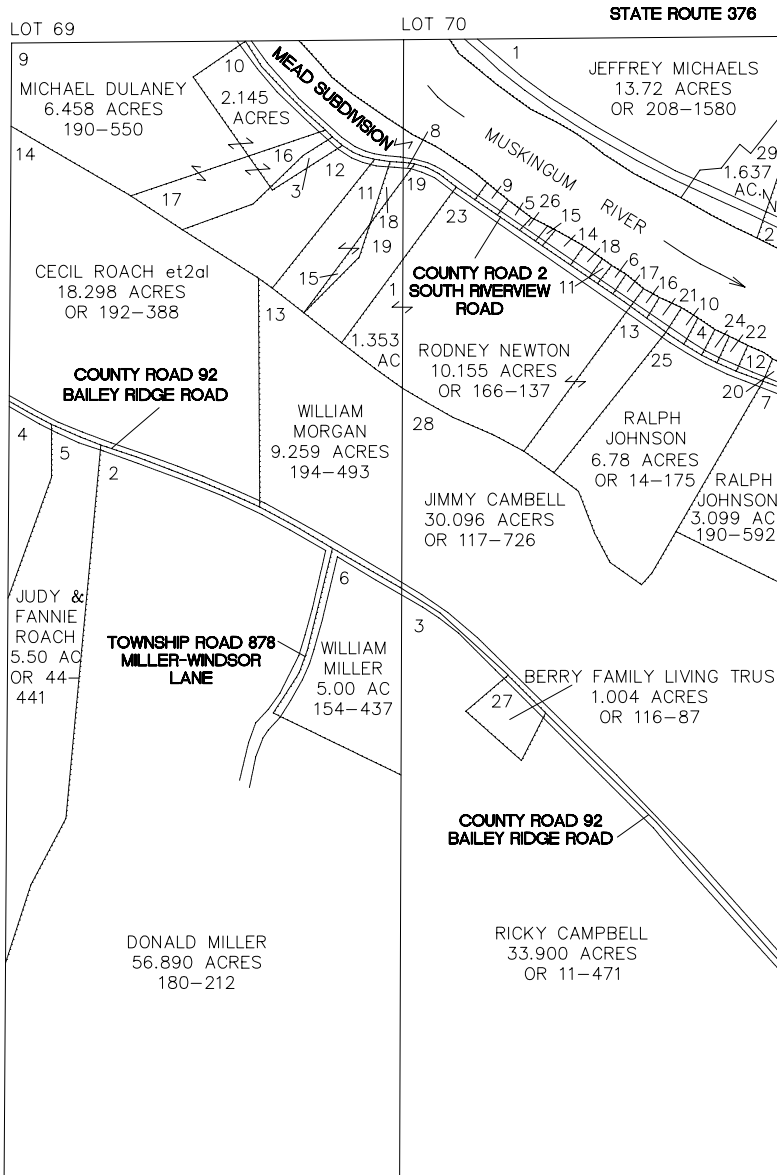 STATE ROUTE 376
LOT 69
LOT 70
9
MICHAEL DULANEY
6.458 ACRES
190-550
10
2.145
ACRES
MEAD SUBDIVISION
1
JEFFREY MICHAELS
13.72 ACRES
OR 208-1580
29
1.637
AC.
2
MUSKINGUM
RIVER
14
17
16
3
12
11
18
19
15
8
19
23
9
5
26
15
14
18
6
17
16
21
10
24
22
4
12
20
7
11
13
25
CECIL ROACH et2al
18.298 ACRES
OR 192-388
13
1
1.353
AC
COUNTY ROAD 2
SOUTH RIVERVIEW
ROAD
RODNEY NEWTON
10.155 ACRES
OR 166-137
COUNTY ROAD 92
BAILEY RIDGE ROAD
WILLIAM
MORGAN
9.259 ACRES
194-493
28
RALPH
JOHNSON
6.78 ACRES
OR 14-175
RALPH
JOHNSON
3.099 AC
190-592
4
5
2
JIMMY CAMBELL
30.096 ACERS
OR 117-726
JUDY &
FANNIE
ROACH
5.50 AC
OR 44-
441
TOWNSHIP ROAD 878
MILLER-WINDSOR
LANE
6
WILLIAM
MILLER
5.00 AC
154-437
3
27
BERRY FAMILY LIVING TRUS
1.004 ACRES
OR 116-87
COUNTY ROAD 92
BAILEY RIDGE ROAD
DONALD MILLER
56.890 ACRES
180-212
RICKY CAMPBELL
33.900 ACRES
OR 11-471